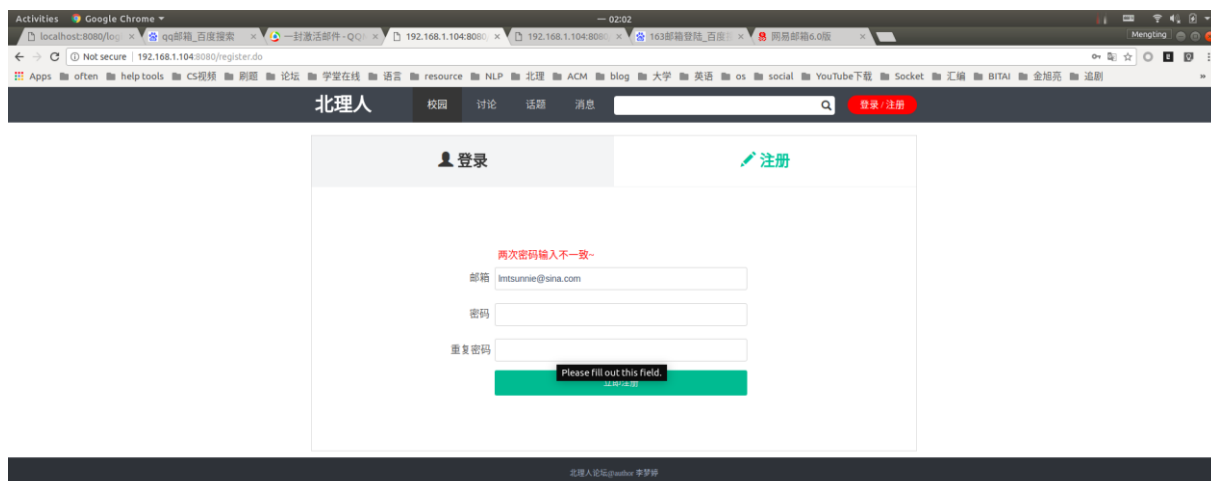 Activities Google Chrome ▾ — 02:02
localhost:8080/log × qq邮箱_百度搜索 × 一封激活邮件-QQ × 192.168.1.104:8080 × 192.168.1.104:8080 × 163邮箱登陆_百度 × 网易邮箱6.0版 × Mengting
Not secure | 192.168.1.104:8080/register.do
Apps often help tools CS视频 刷题 论坛 学堂在线 语言 resource NLP 北理 ACM blog 大学 英语 os social YouTube下载 Socket 汇编 BITAI 金旭亮 追剧 »
北理人 校园 讨论 话题 消息 登录/注册
登录 注册
两次密码输入不一致~
邮箱 lmtsunnie@sina.com
密码
重复密码
Please fill out this field.
立即注册
北理人论坛@author 李梦婷